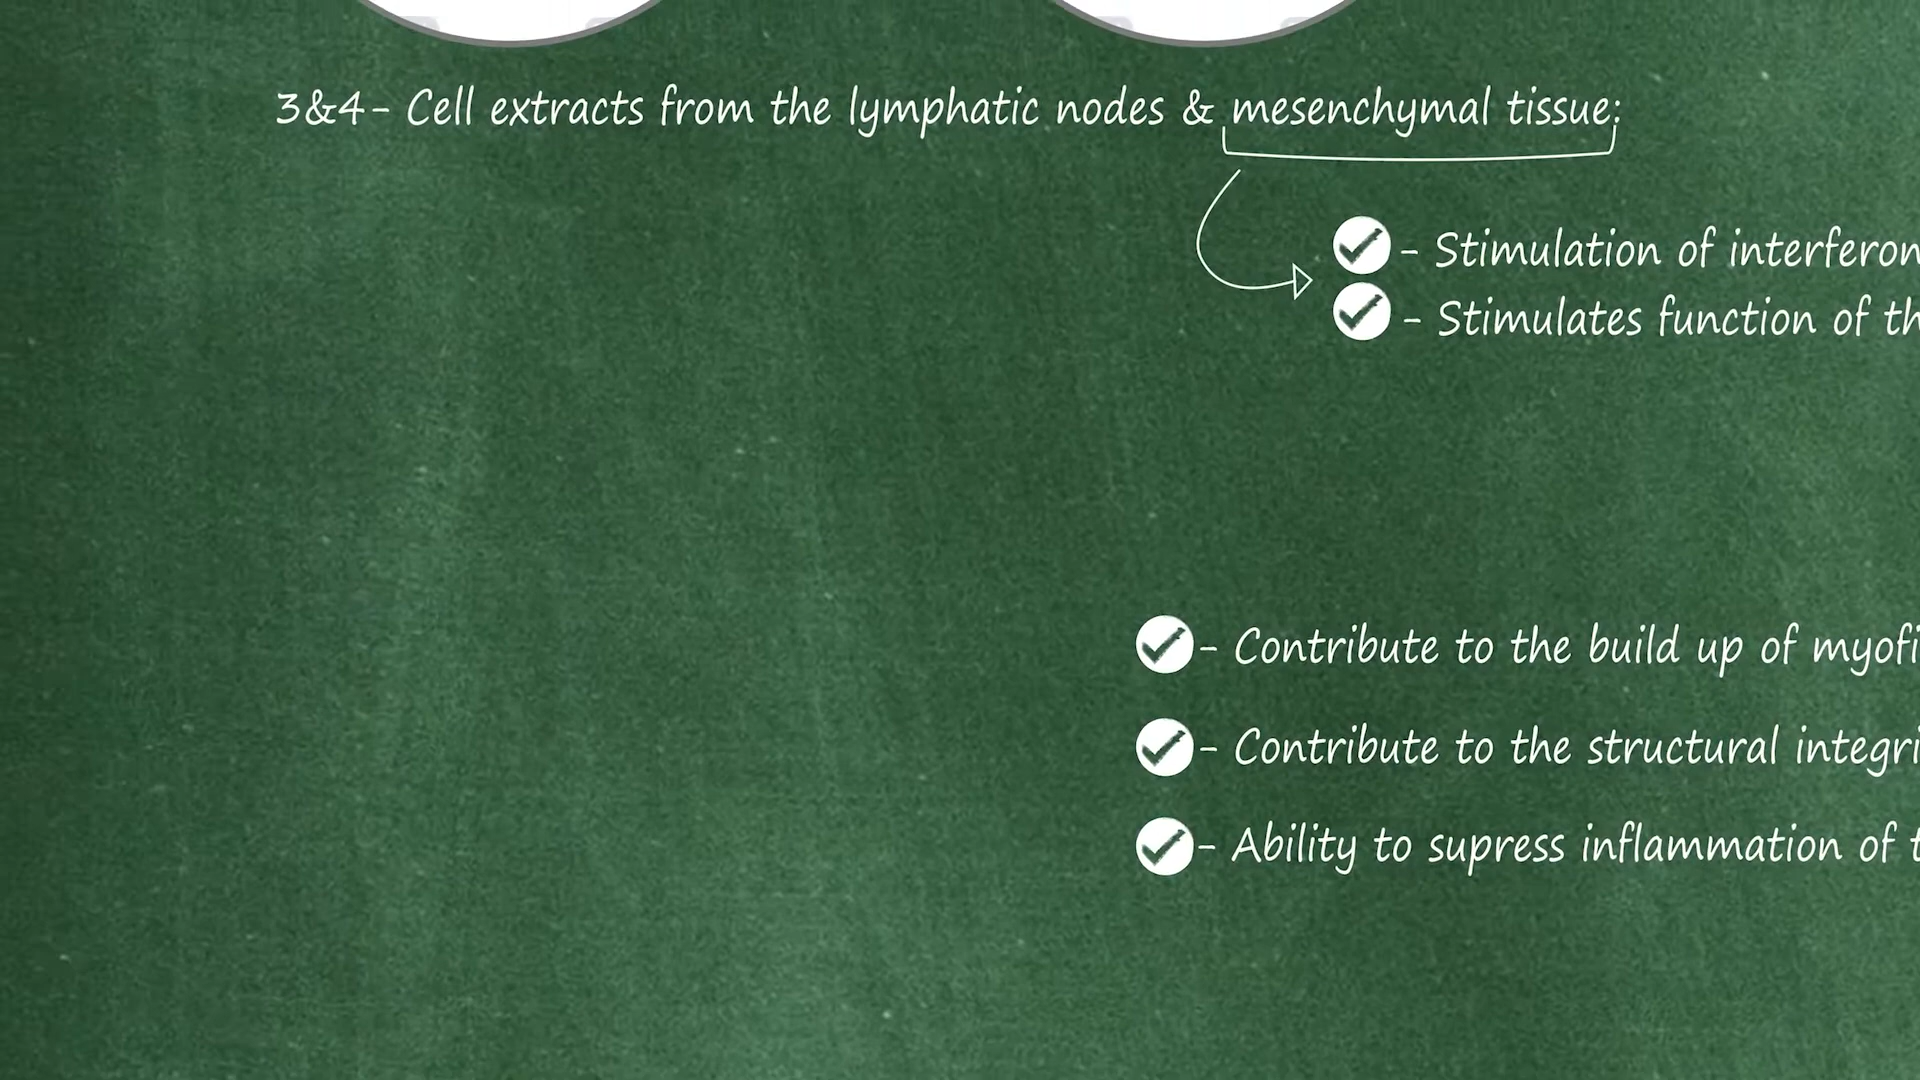 3&4- Cell extracts from the lymphatic nodes & mesenchymal tissue:
- Stimulation of interferon
- Stimulates function of th
- Contribute to the build up of myofi
- Contribute to the structural integri
- Ability to supress inflammation of t